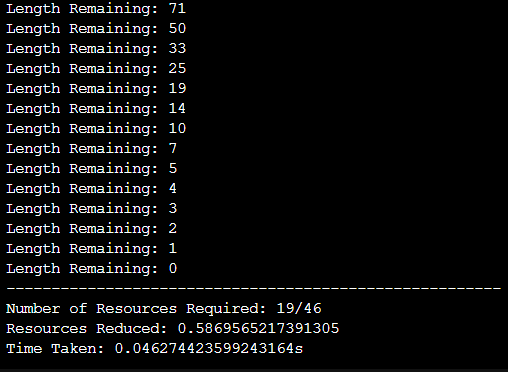 Length Remaining: 71
Length Remaining: 50
Length Remaining: 33
Length Remaining: 25
Length Remaining: 19
Length Remaining: 14
Length Remaining: 10
Length Remaining: 7
Length Remaining: 5
Length Remaining: 4
Length Remaining: 3
Length Remaining: 2
Length Remaining: 1
Length Remaining: 0
-------------------------------------------------------
Number of Resources Required: 19/46
Resources Reduced: 0.5869565217391305
Time Taken: 0.046274423599243164s